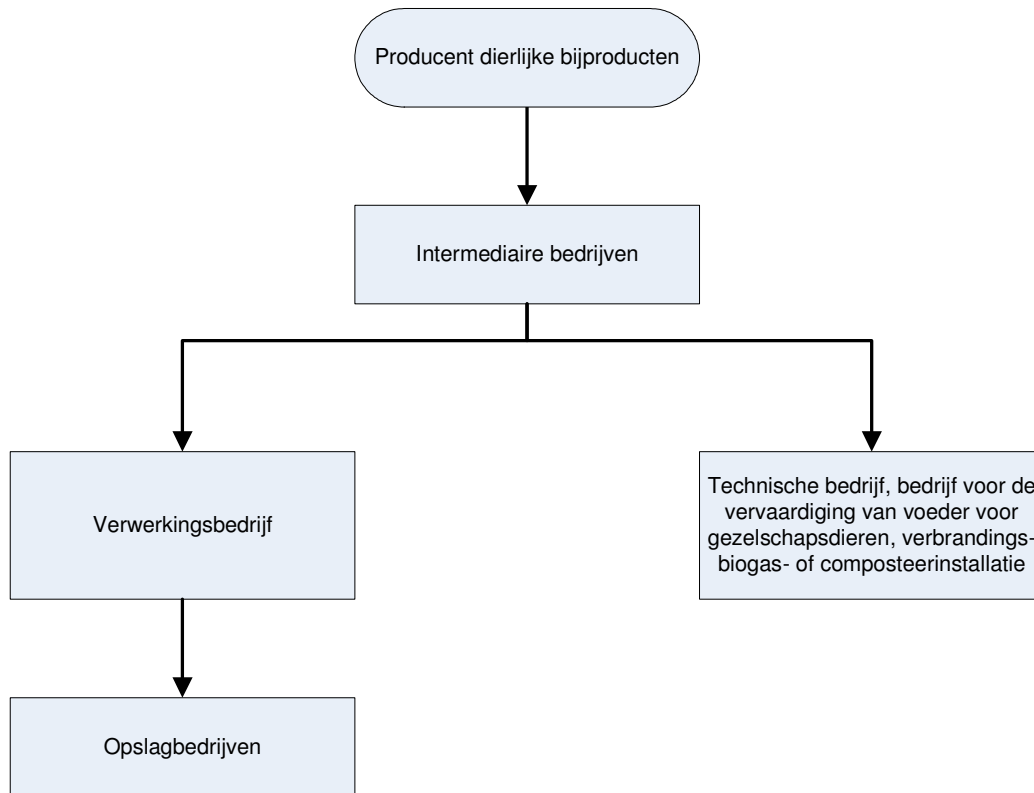 Producent dierlijke bijproducten
Intermediaire bedrijven
Verwerkingsbedrijf
Technische bedrijf, bedrijf voor de
vervaardiging van voeder voor
gezelschapsdieren, verbrandings-
biogas- of composteerinstallatie
Opslagbedrijven